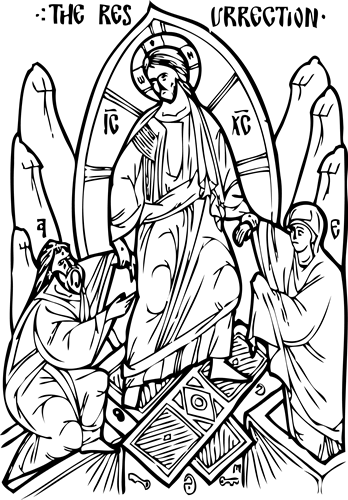 ·:THE RES URRECTION:·
ὁ ὤ Ν
IC XC
a e